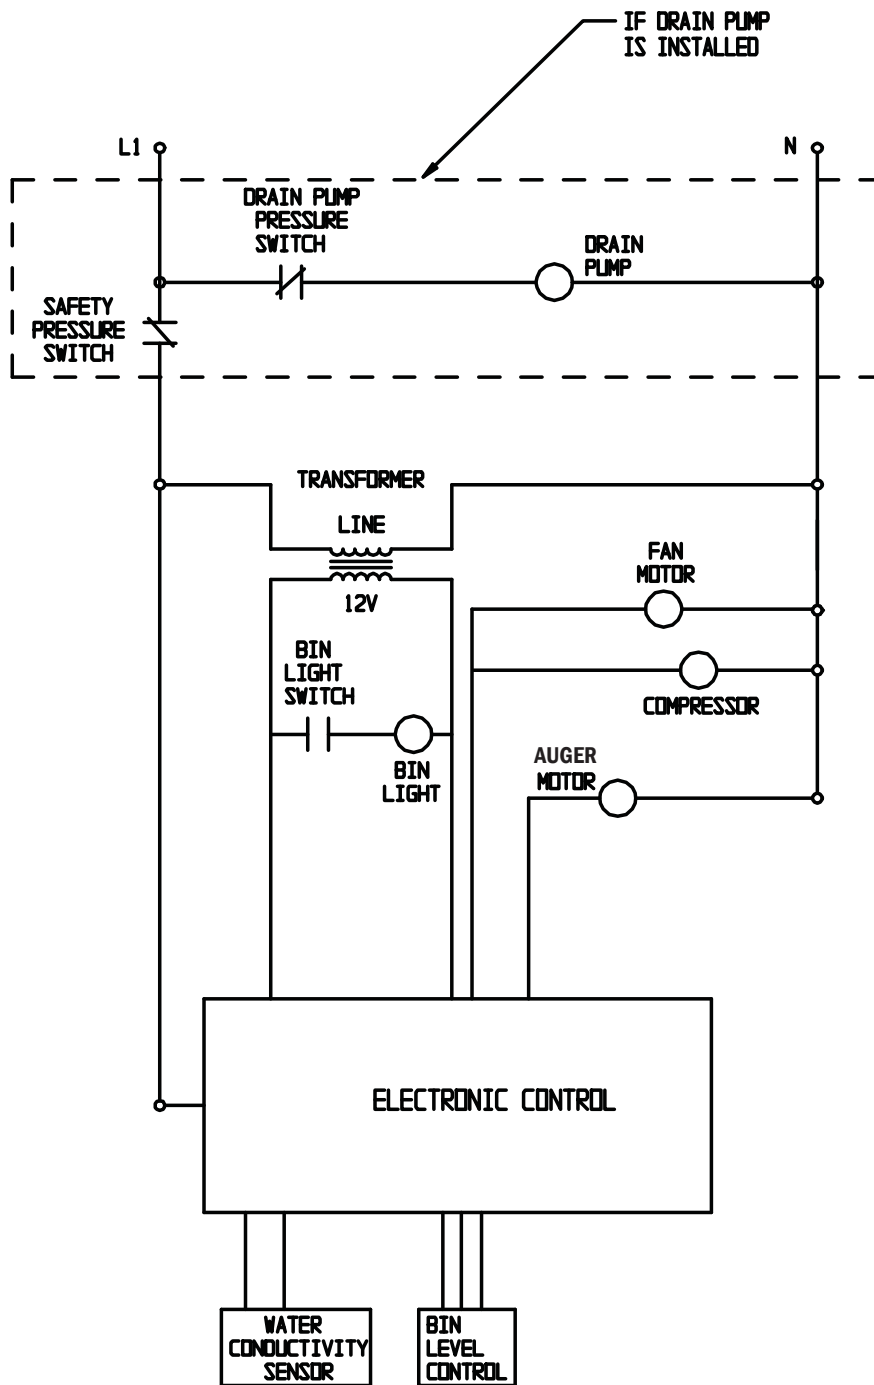 IF DRAIN PUMP
IS INSTALLED
L1
N
DRAIN PUMP
PRESSURE
SWITCH
DRAIN
PUMP
SAFETY
PRESSURE
SWITCH
TRANSFORMER
LINE
12V
FAN
MOTOR
BIN
LIGHT
SWITCH
COMPRESSOR
BIN
LIGHT
AUGER
MOTOR
ELECTRONIC CONTROL
WATER
CONDUCTIVITY
SENSOR
BIN
LEVEL
CONTROL